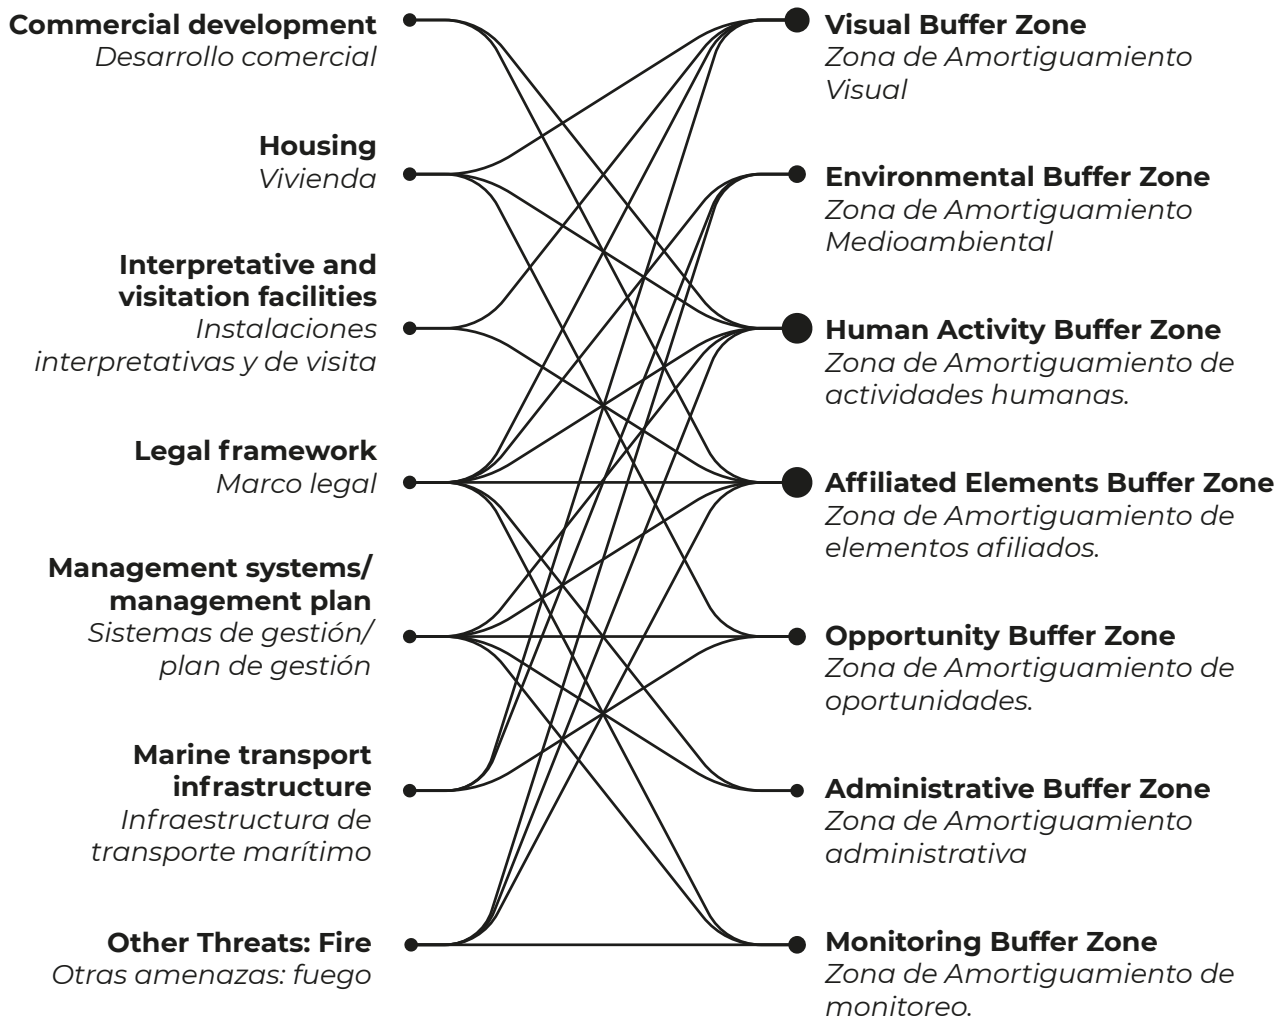 Commercial development
Desarrollo comercial
Housing
Vivienda
Interpretative and
visitation facilities
Instalaciones
interpretativas y de visita
Legal framework
Marco legal
Management systems/
management plan
Sistemas de gestión/
plan de gestión
Marine transport
infrastructure
Infraestructura de
transporte marítimo
Other Threats: Fire
Otras amenazas: fuego
Visual Buffer Zone
Zona de Amortiguamiento
Visual
Environmental Buffer Zone
Zona de Amortiguamiento
Medioambiental
Human Activity Buffer Zone
Zona de Amortiguamiento de
actividades humanas.
Affiliated Elements Buffer Zone
Zona de Amortiguamiento de
elementos afiliados.
Opportunity Buffer Zone
Zona de Amortiguamiento de
oportunidades.
Administrative Buffer Zone
Zona de Amortiguamiento
administrativa
Monitoring Buffer Zone
Zona de Amortiguamiento de
monitoreo.